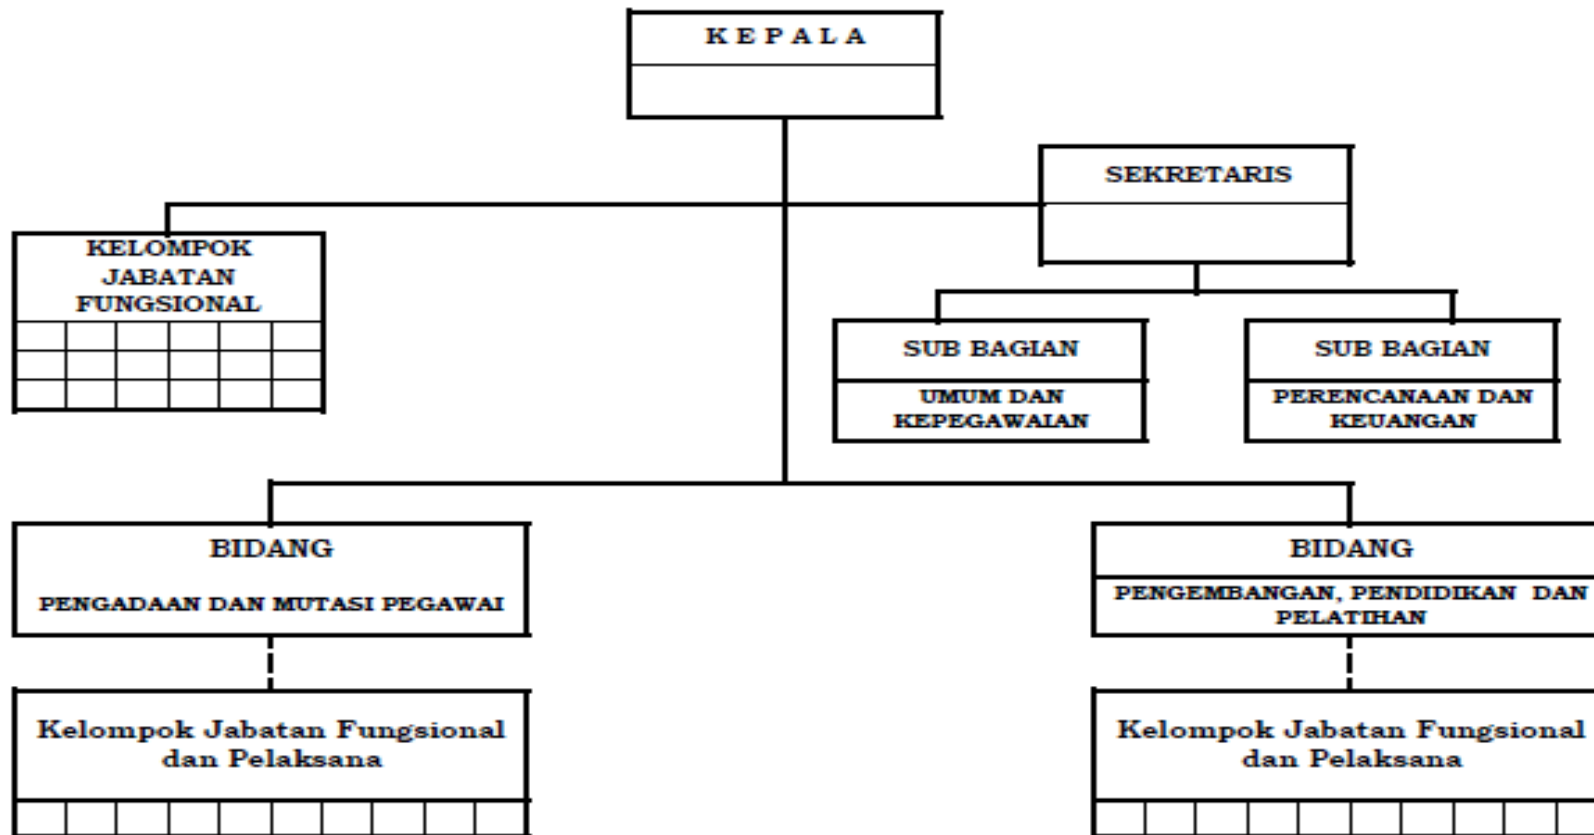 K E P A L A
SEKRETARIS
KELOMPOK
JABATAN
FUNGSIONAL
SUB BAGIAN
UMUM DAN
KEPEGAWAIAN
SUB BAGIAN
PERENCANAAN DAN
KEUANGAN
BIDANG
PENGADAAN DAN MUTASI PEGAWAI
BIDANG
PENGEMBANGAN, PENDIDIKAN DAN
PELATIHAN
Kelompok Jabatan Fungsional
dan Pelaksana
Kelompok Jabatan Fungsional
dan Pelaksana